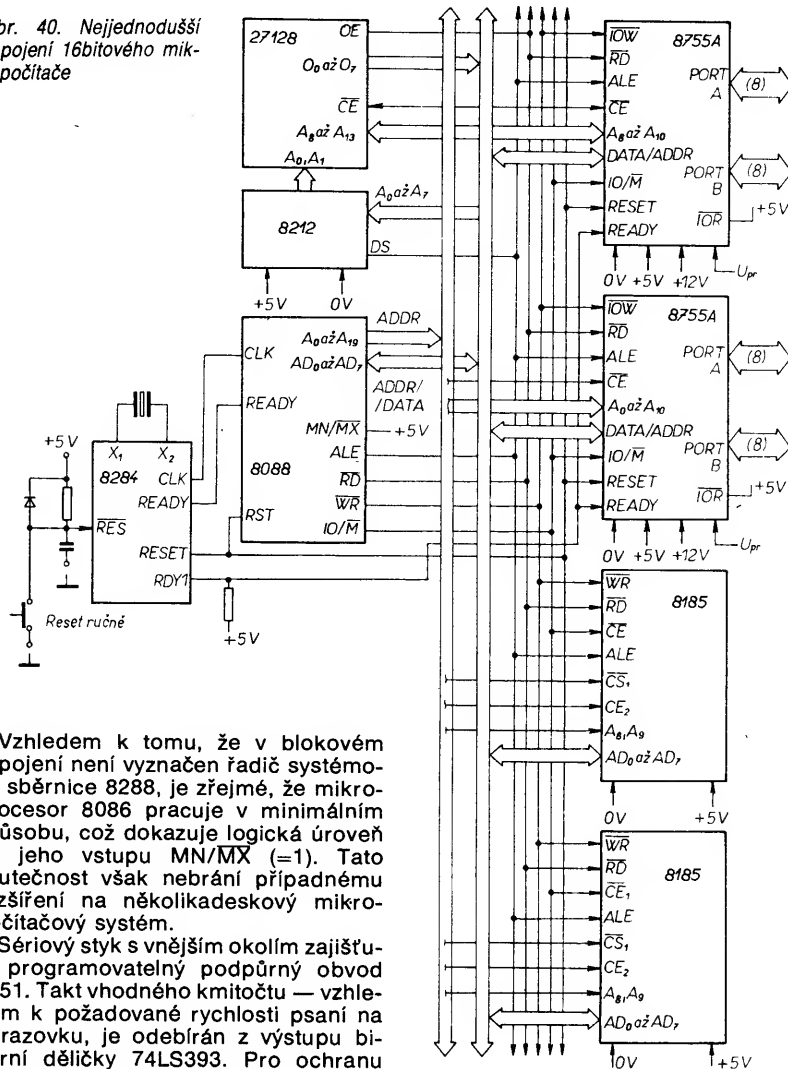 br. 40. Nejjednodušší
pojení 16bitového mik-
počítače
27128
OE
O₀ až O₇
CE
A₈ až A₁₃
A₀, A₁
8212
A₀ až A₇
DS
+5V
0V
8088
CLK
READY
RST
ADDR
A₀ až A₁₉
AD₀ až AD₇
ADDR/
/DATA
MN/MX
+5V
ALE
RD
WR
IO/M
+5V
X₁
X₂
8284
CLK
READY
RES
RESET
RDY1
+5V
Reset ručně
IOW
8755A
RD
ALE
CE
A₈ až A₁₀
DATA/ADDR
IO/M
RESET
READY
PORT
A
(8)
PORT
B
(8)
IOR
+5V
0V
+5V
+12V
Upr
IOW
8755A
RD
ALE
CE
A₀ až A₁₀
DATA/ADDR
IO/M
RESET
READY
PORT
A
(8)
PORT
B
(8)
IOR
+5V
0V
+5V
+12V
Upr
WR
8185
RD
CE
ALE
CS₁
CE₂
A₈, A₉
AD₀ až AD₇
0V
+5V
WR
8185
RD
CE₁
ALE
CS₁
CE₂
A₈, A₉
AD₀ až AD₇
0V
+5V
Vzhledem k tomu, že v blokovém
pojení není vyznačen řadič systémo-
sběrnice 8288, je zřejmé, že mikro-
ocesor 8086 pracuje v minimálním
ůsobu, což dokazuje logická úroveň
jeho vstupu MN/MX (=1). Tato
utečnost však nebrání případnému
zšíření na několikadeskový mikro-
čítačový systém.
Sériový styk s vnějším okolím zajišťu-
programovatelný podpůrný obvod
51. Takt vhodného kmitočtu — vzhle-
m k požadované rychlosti psaní na
razovku, je odebírán z výstupu bi-
rní děličky 74LS393. Pro ochranu